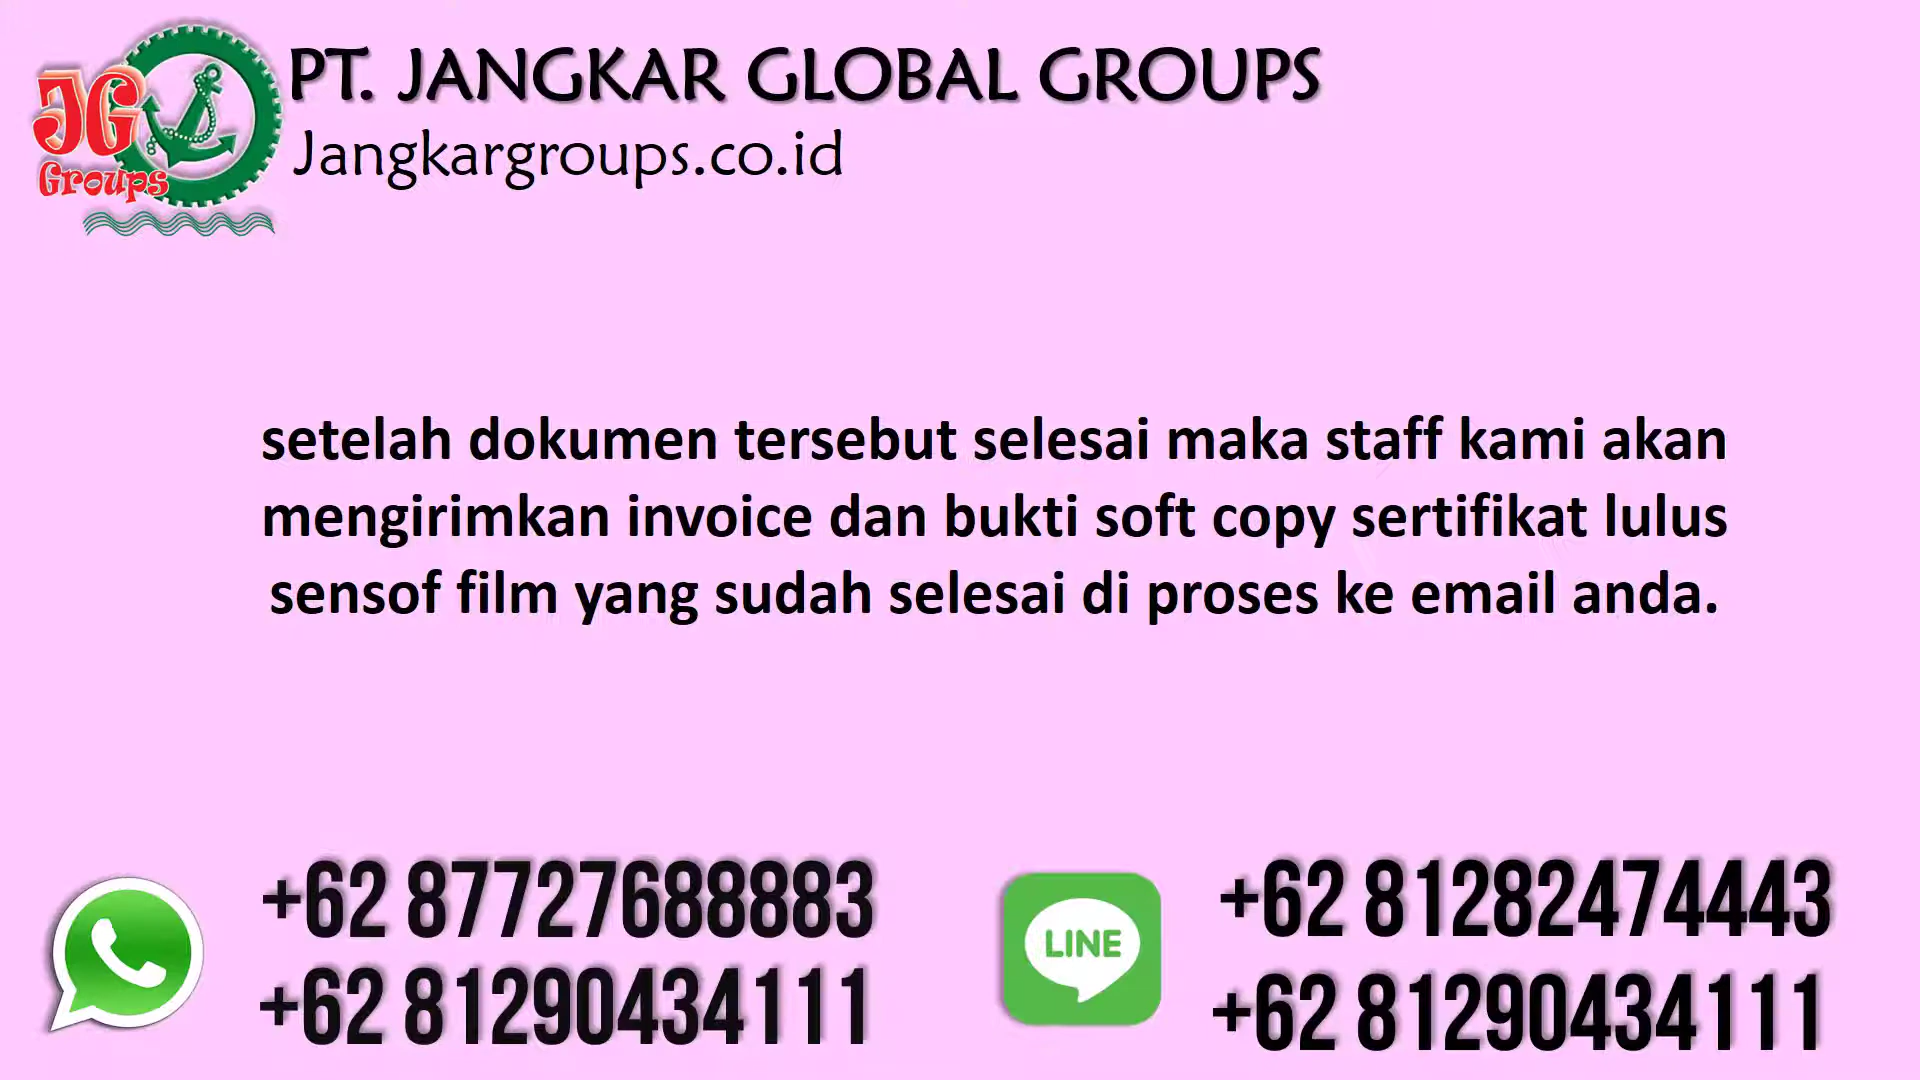 JG
Groups
PT. JANGKAR GLOBAL GROUPS
Jangkargroups.co.id
setelah dokumen tersebut selesai maka staff kami akan
mengirimkan invoice dan bukti soft copy sertifikat lulus
sensof film yang sudah selesai di proses ke email anda.
+62 87727688883
+62 81290434111
LINE
+62 81282474443
+62 81290434111